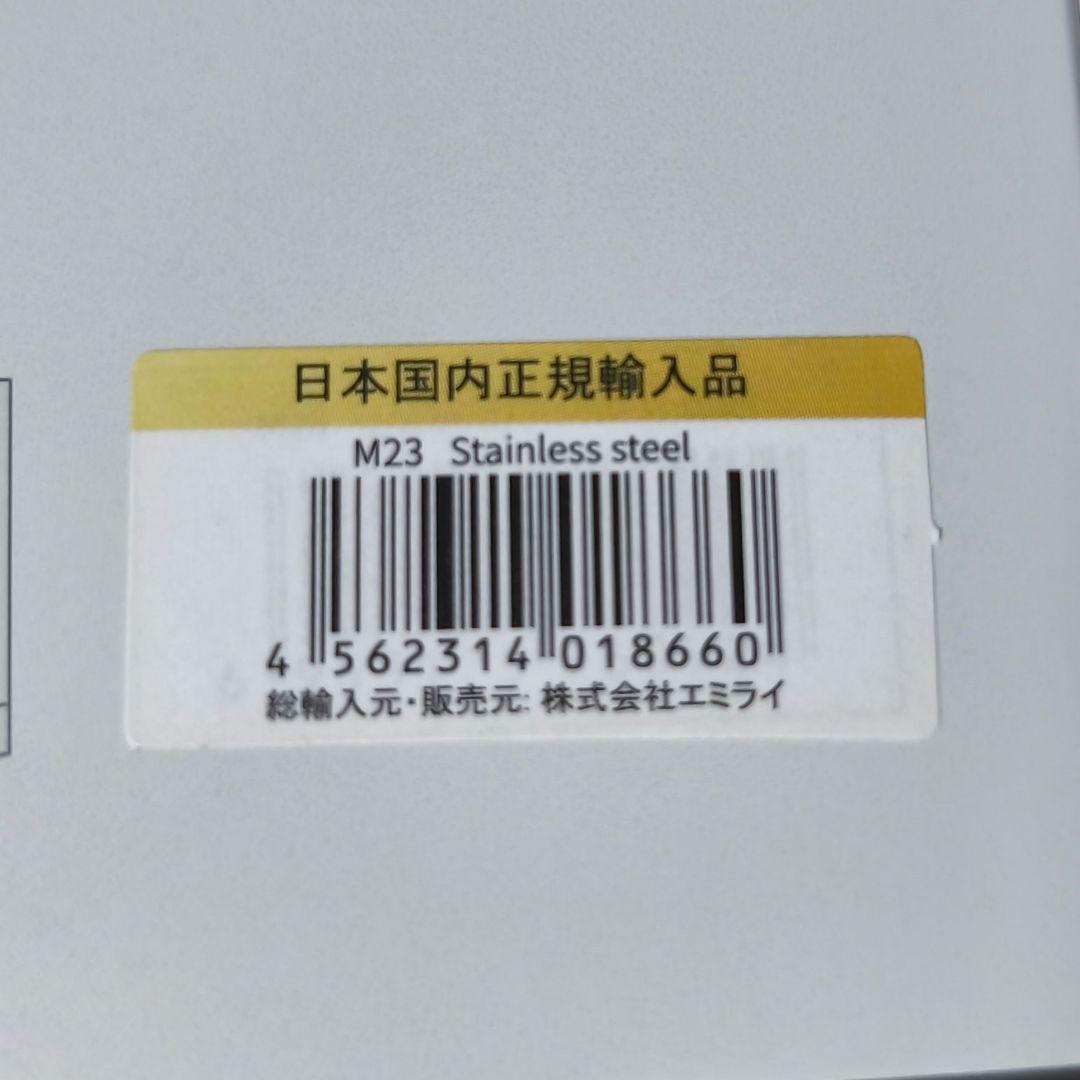 日本国内正規輸入品
M23 Stainless steel
4 562314 018660
総輸入元・販売元: 株式会社エミライ